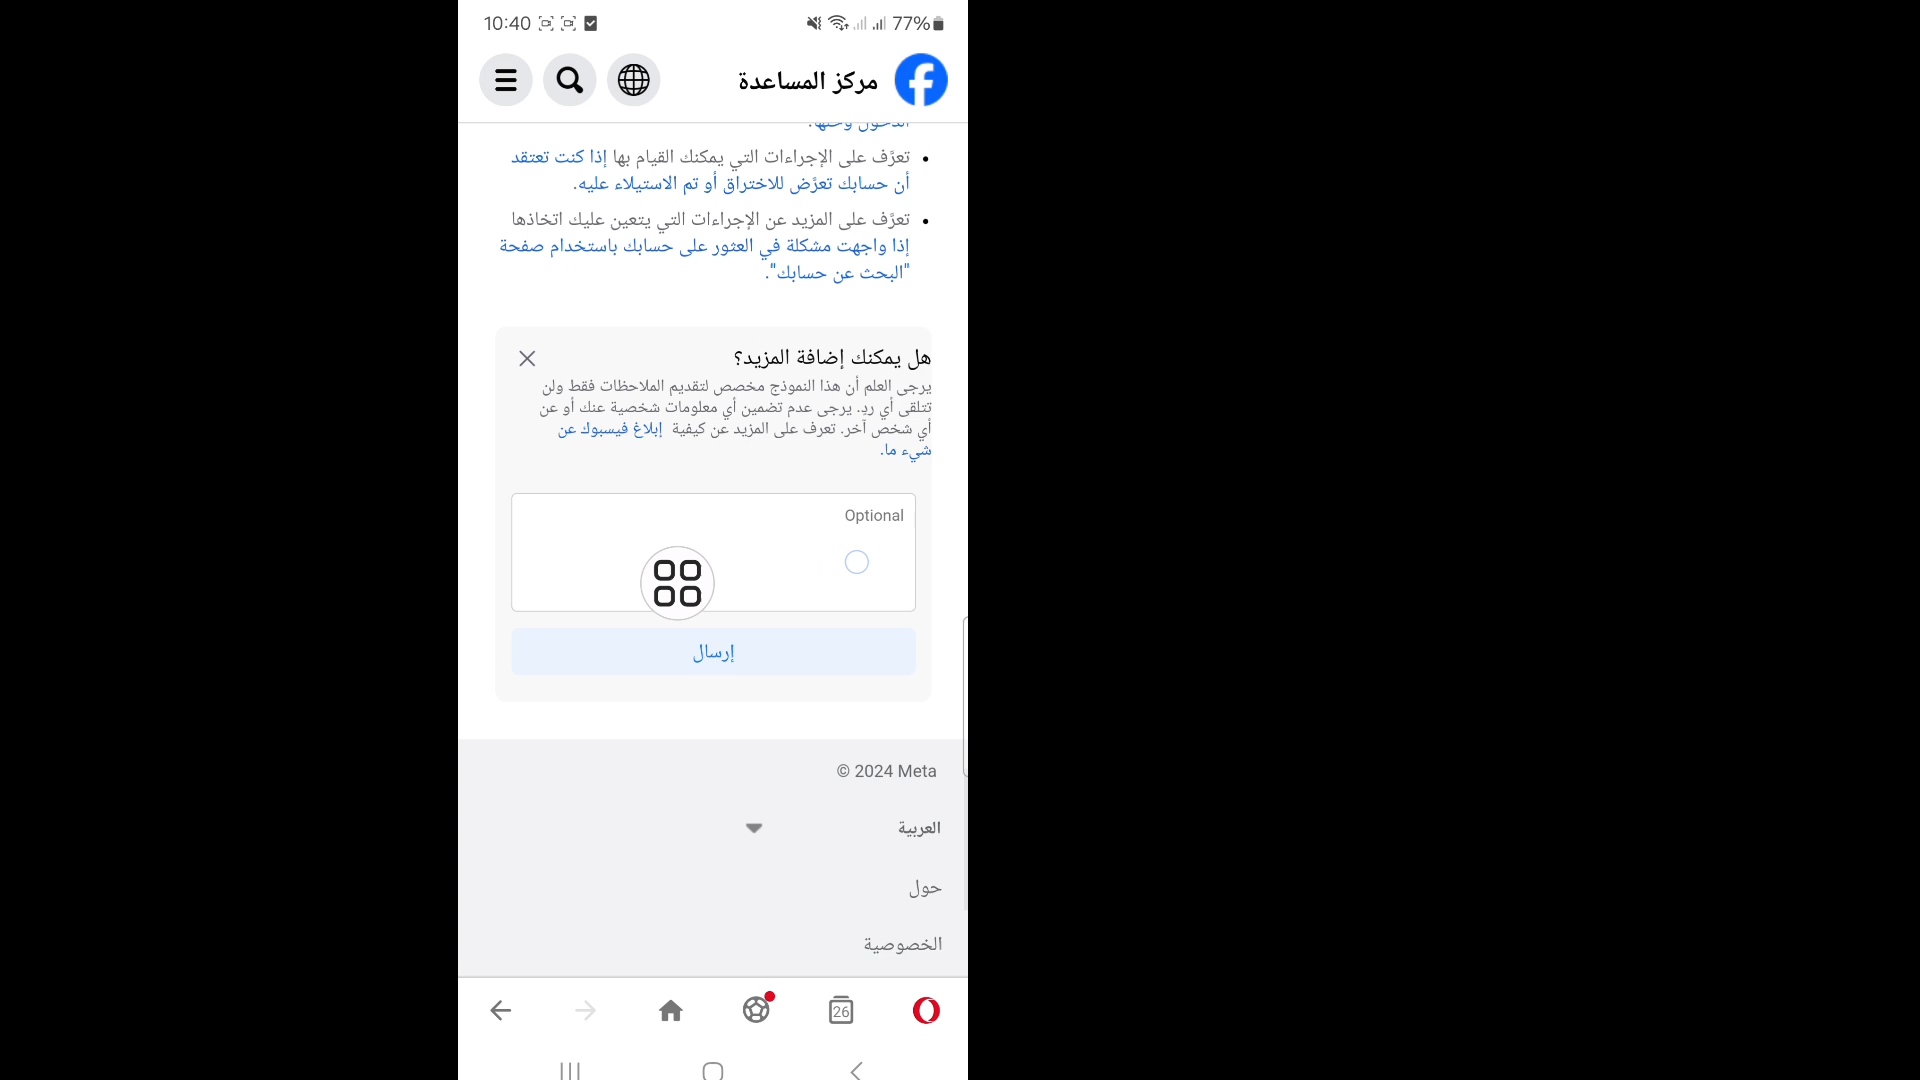 10:40
77%
مركز المساعدة
الدخول وحلها.
تعرَّف على الإجراءات التي يمكنك القيام بها إذا كنت تعتقد
أن حسابك تعرَّض للاختراق أو تم الاستيلاء عليه.
تعرَّف على المزيد عن الإجراءات التي يتعين عليك اتخاذها
إذا واجهت مشكلة في العثور على حسابك باستخدام صفحة
"البحث عن حسابك".
هل يمكنك إضافة المزيد؟
يرجى العلم أن هذا النموذج مخصص لتقديم الملاحظات فقط ولن
تتلقى أي ردٍ. يرجى عدم تضمين أي معلومات شخصية عنك أو عن
أي شخص آخر. تعرف على المزيد عن كيفية إبلاغ فيسبوك عن
شيء ما.
Optional
إرسال
© 2024 Meta
العربية
حول
الخصوصية
26